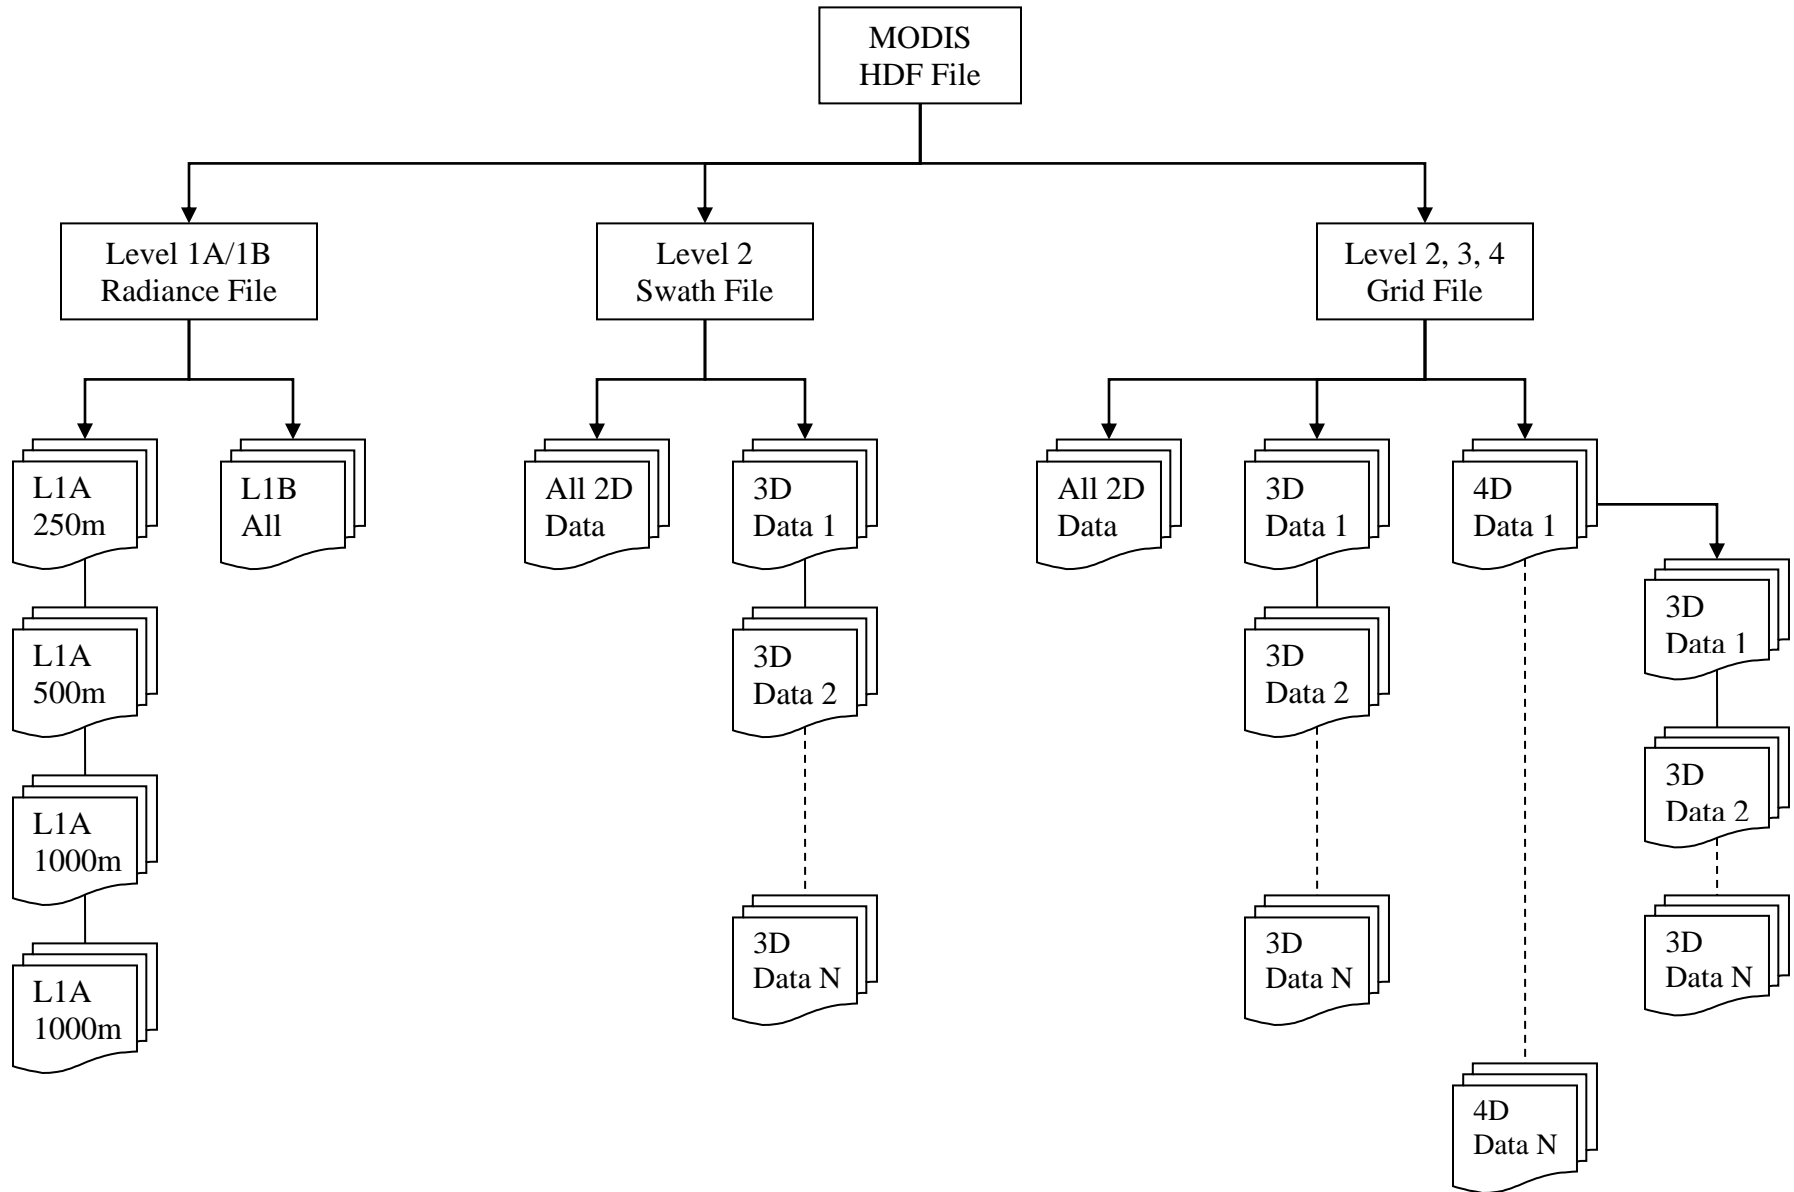 MODIS
HDF File
Level 1A/1B
Radiance File
Level 2
Swath File
Level 2, 3, 4
Grid File
L1A
250m
L1B
All
All 2D
Data
3D
Data 1
All 2D
Data
3D
Data 1
4D
Data 1
3D
Data 1
L1A
500m
3D
Data 2
3D
Data 2
3D
Data 2
L1A
1000m
3D
Data N
3D
Data N
3D
Data N
L1A
1000m
4D
Data N